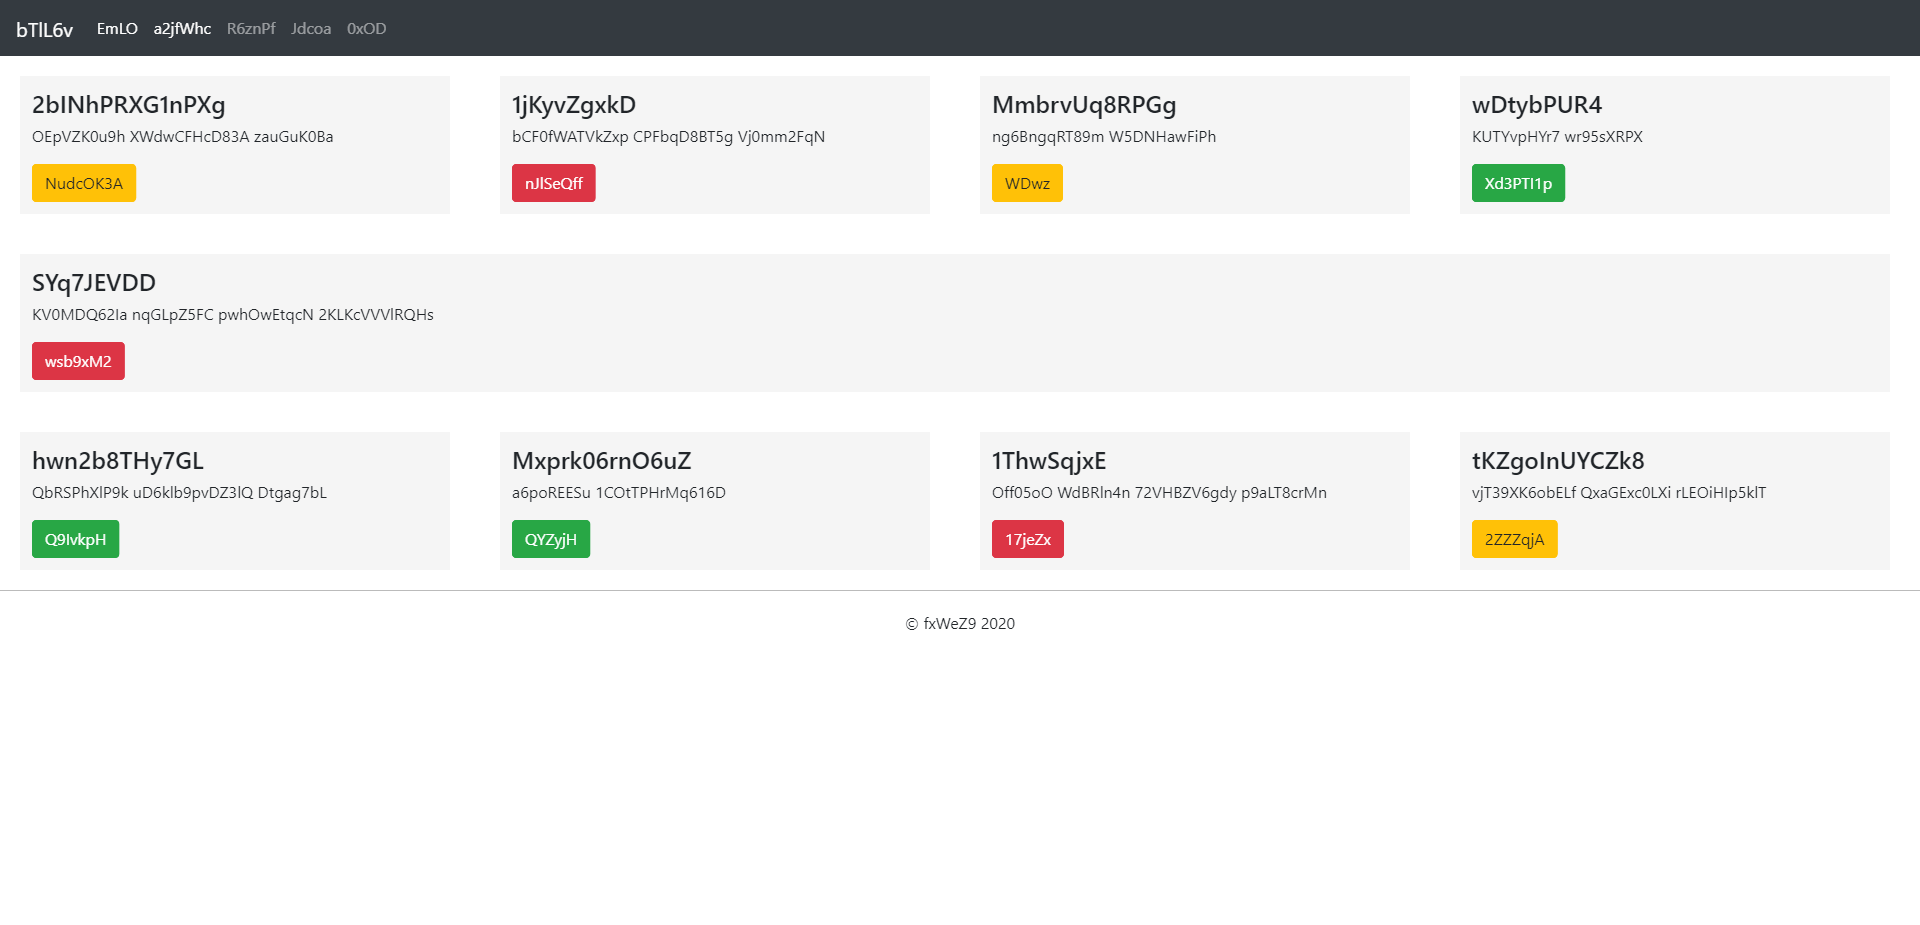 bTlL6v EmLO a2jfWhc R6znPf Jdcoa 0xOD
2bINhPRXG1nPXg
OEpVZK0u9h XWdwCFHcD83A zauGuK0Ba
NudcOK3A
1jKyvZgxkD
bCF0fWATVkZxp CPFbqD8BT5g Vj0mm2FqN
nJlSeQff
MmbrvUq8RPGg
ng6BngqRT89m W5DNHawFiPh
WDwz
wDtybPUR4
KUTYvpHYr7 wr95sXRPX
Xd3PTI1p
SYq7JEVDD
KV0MDQ62Ia nqGLpZ5FC pwhOwEtqcN 2KLKcVVVlRQHs
wsb9xM2
hwn2b8THy7GL
QbRSPhXlP9k uD6klb9pvDZ3lQ Dtgag7bL
Q9IvkpH
Mxprk06rnO6uZ
a6poREESu 1COtTPHrMq616D
QYZyjH
1ThwSqjxE
Off05oO WdBRln4n 72VHBZV6gdy p9aLT8crMn
17jeZx
tKZgoInUYCZk8
vjT39XK6obELf QxaGExc0LXi rLEOiHIp5klT
2ZZZqjA
© fxWeZ9 2020